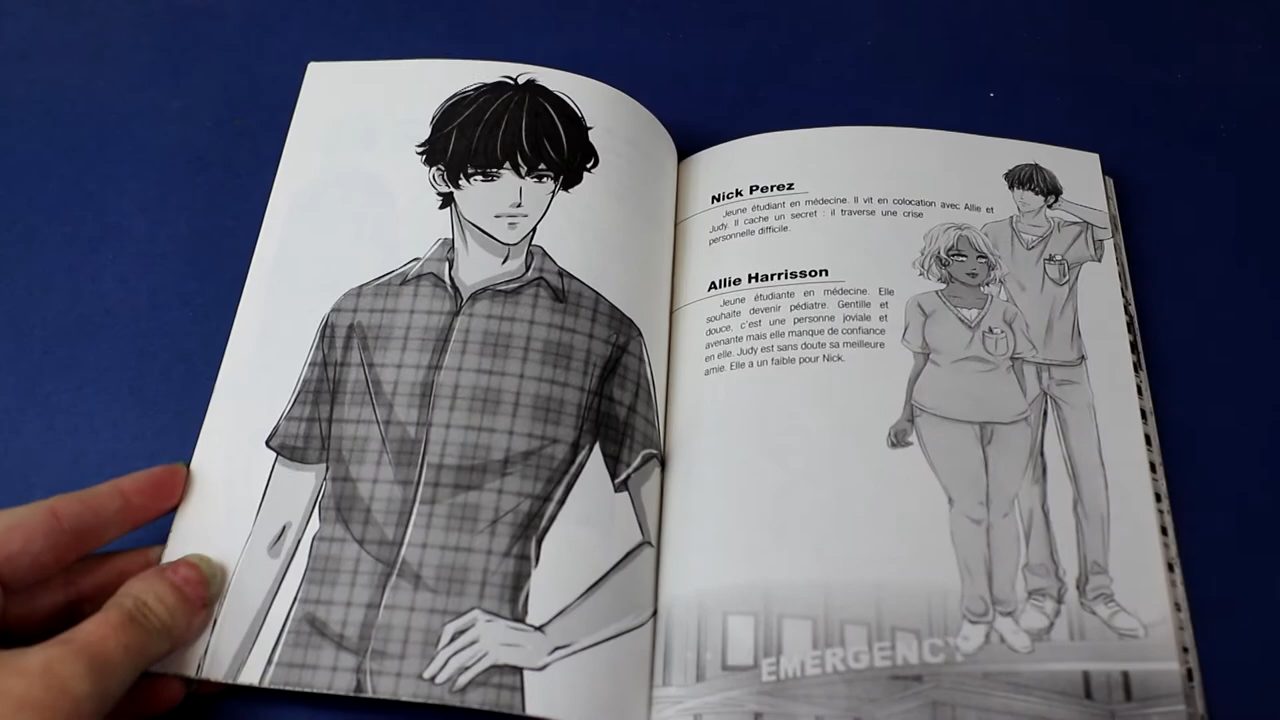 Nick Perez
Jeune étudiant en médecine. Il vit en colocation avec Allie et
Judy. Il cache un secret : il traverse une crise
personnelle difficile.
Allie Harrisson
Jeune étudiante en médecine. Elle
souhaite devenir pédiatre. Gentille et
douce, c'est une personne joviale et
avenante mais elle manque de confiance
en elle. Judy est sans doute sa meilleure
amie. Elle a un faible pour Nick.
EMERGENCY